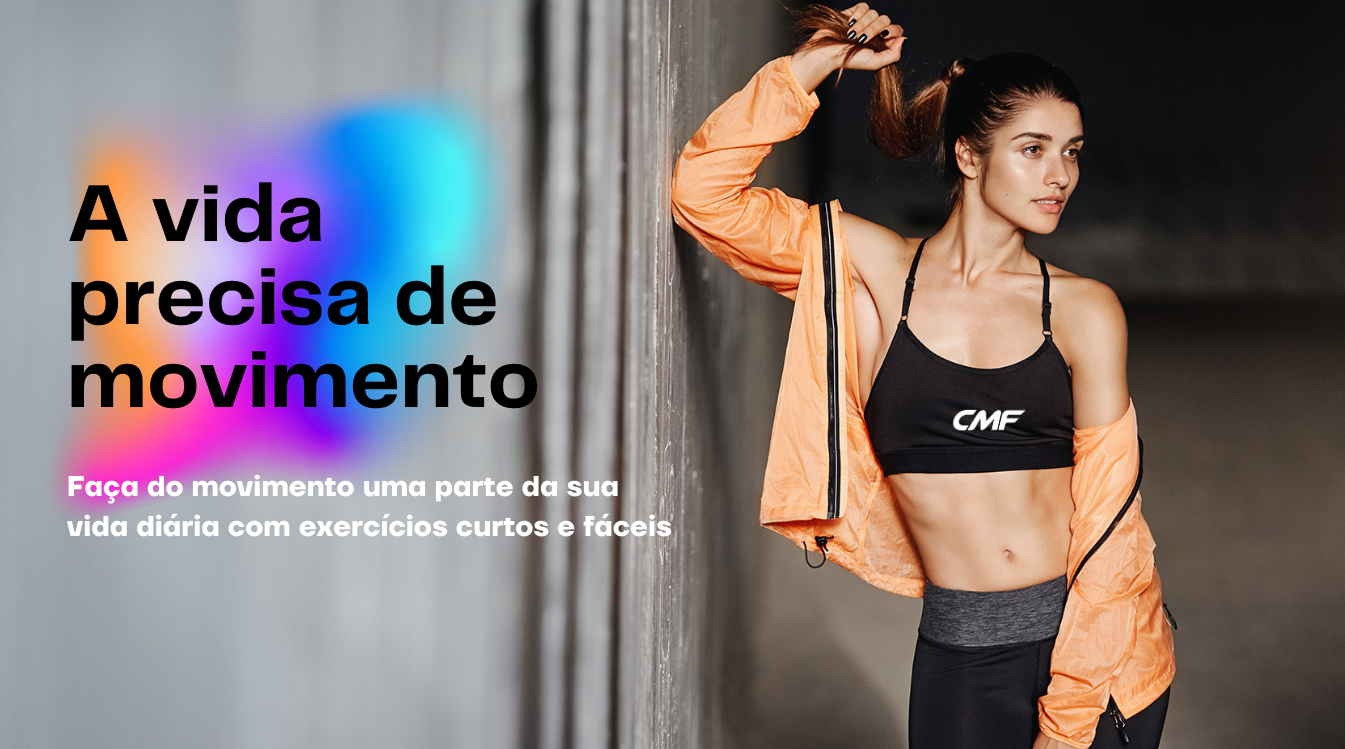 A vida
precisa de
movimento
Faça do movimento uma parte da sua
vida diária com exercícios curtos e fáceis
CMF